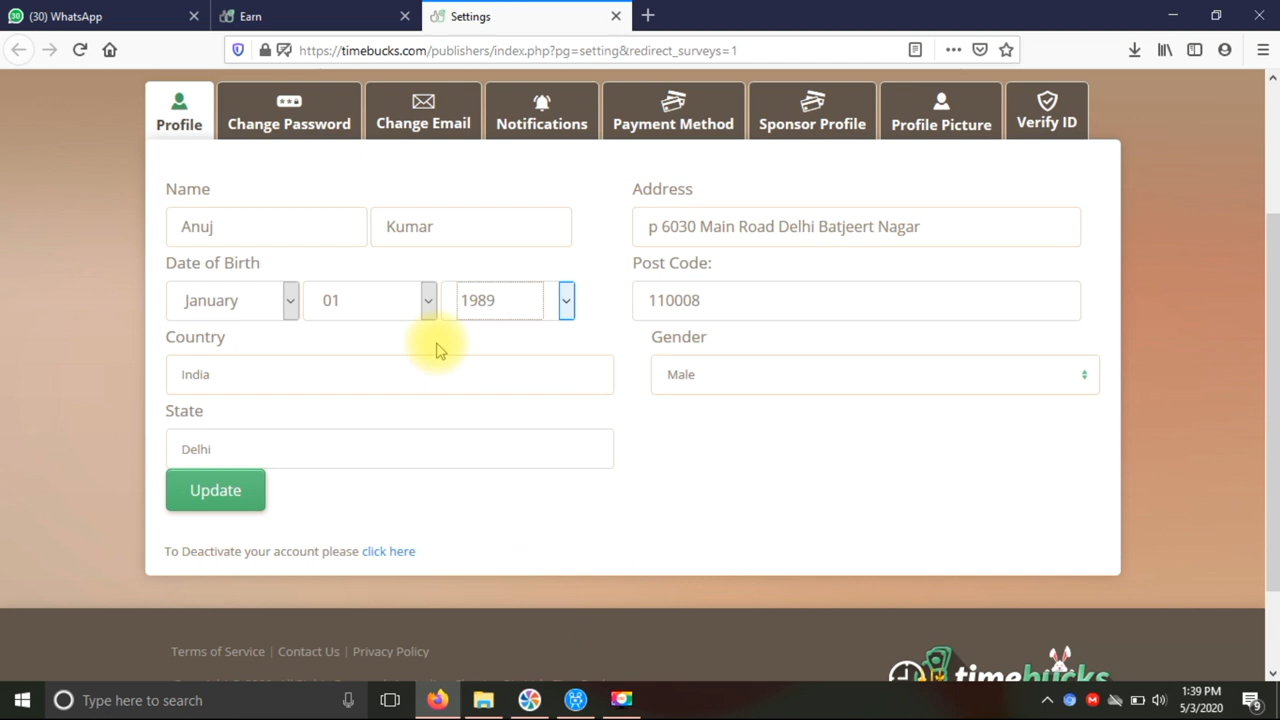 30 (30) WhatsApp
Earn
Settings
https://timebucks.com/publishers/index.php?pg=setting&redirect_surveys=1
Profile
Change Password
Change Email
Notifications
Payment Method
Sponsor Profile
Profile Picture
Verify ID
Name
Address
Anuj
Kumar
p 6030 Main Road Delhi Batjeert Nagar
Date of Birth
Post Code:
January
01
1989
110008
Country
Gender
India
Male
State
Delhi
Update
To Deactivate your account please click here
Terms of Service | Contact Us | Privacy Policy
timebucks
Type here to search
1:39 PM
5/3/2020
9